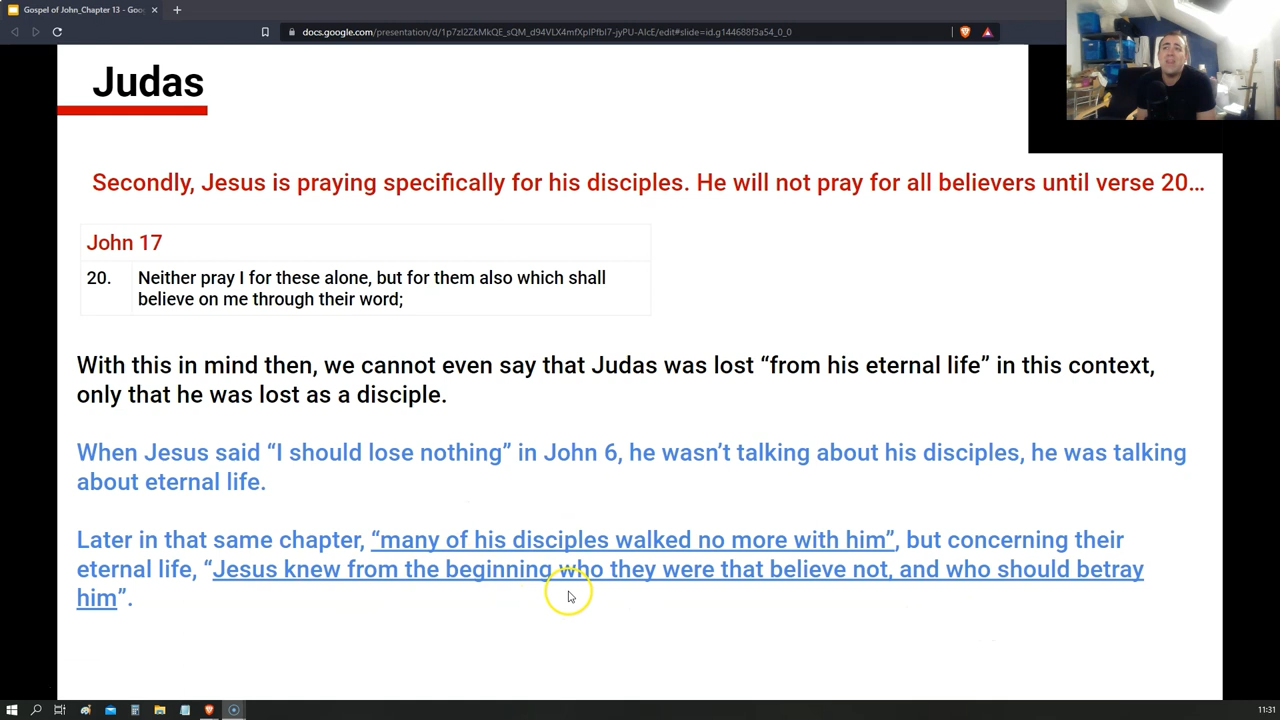 Gospel of John_Chapter 13 - Goo
docs.google.com/presentation/d/1p7zl2ZkMkQE_sQM_d94VLX4mfXpIPfbI7-jyPU-AIcE/edit#slide=id.g144688f3a54_0_0
Judas
Secondly, Jesus is praying specifically for his disciples. He will not pray for all believers until verse 20…
John 17
20. Neither pray I for these alone, but for them also which shall
believe on me through their word;
With this in mind then, we cannot even say that Judas was lost “from his eternal life” in this context,
only that he was lost as a disciple.
When Jesus said “I should lose nothing” in John 6, he wasn’t talking about his disciples, he was talking
about eternal life.
Later in that same chapter, “many of his disciples walked no more with him”, but concerning their
eternal life, “Jesus knew from the beginning who they were that believe not, and who should betray
him”.
11:31